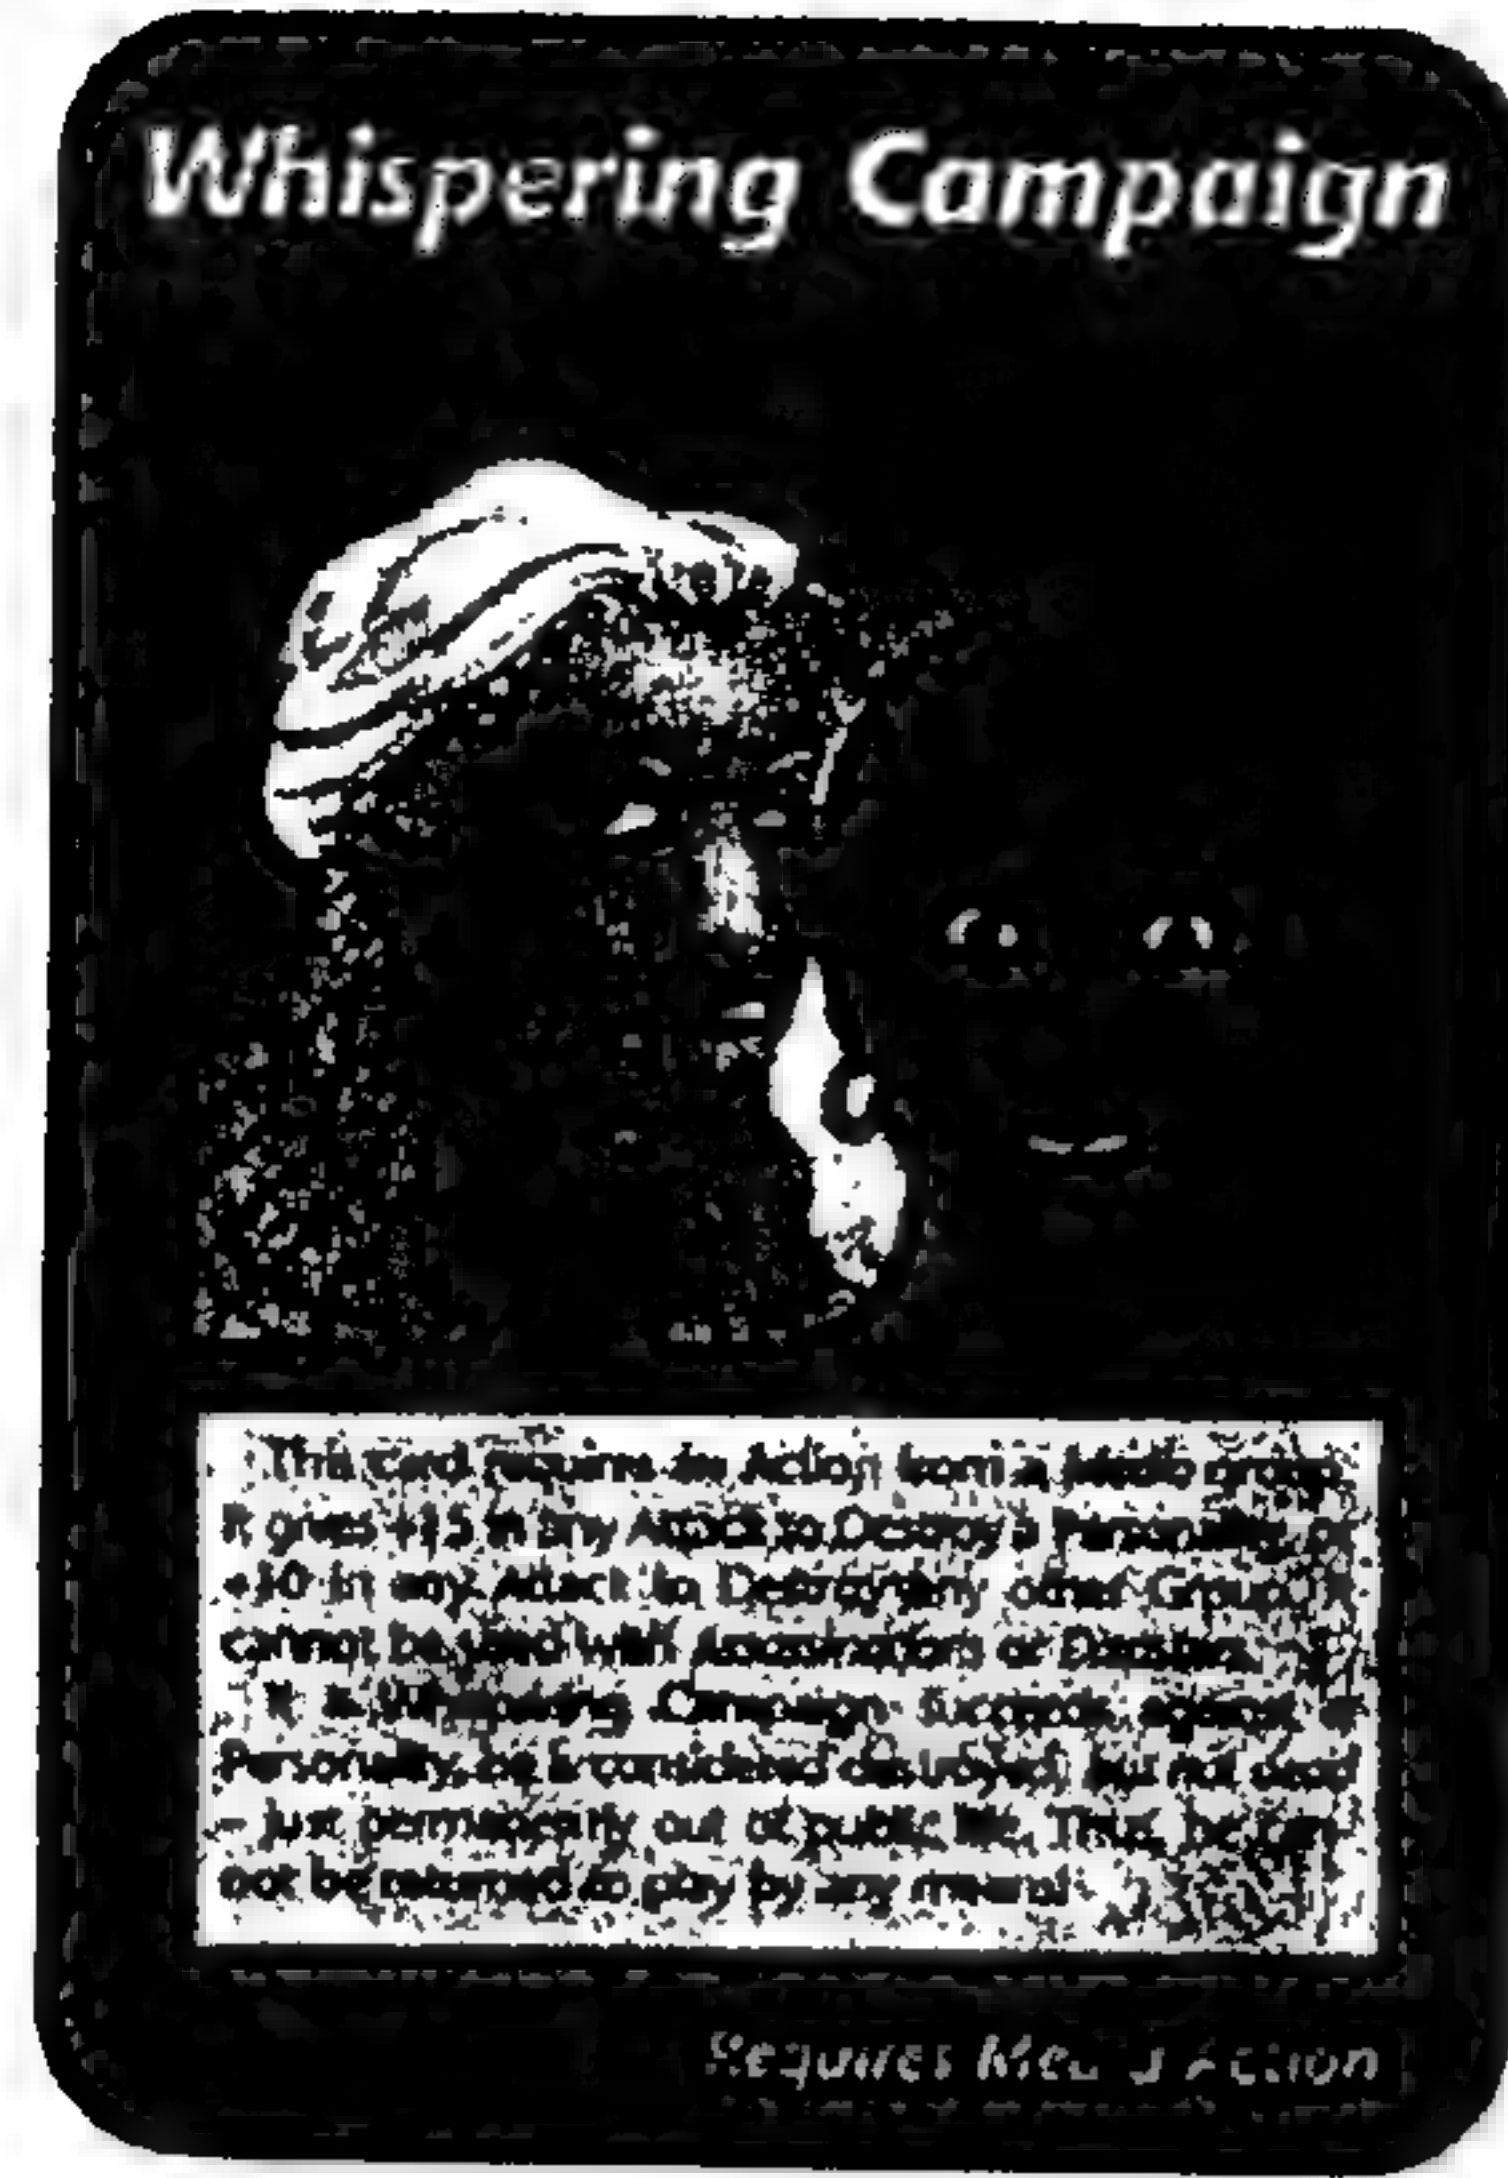 Whispering Campaign
This card requires an Action from a Media group.
It gives +15 in any Attack to Destroy a Personality, or
+10 in any Attack to Destroy any other Group. It
cannot be used with Assassinations or Disasters.
If a Whispering Campaign succeeds against a
Personality, he is considered destroyed, but not dead
– just permanently out of public life. Thus, he can
not be returned to play by any means!
Requires Media Action